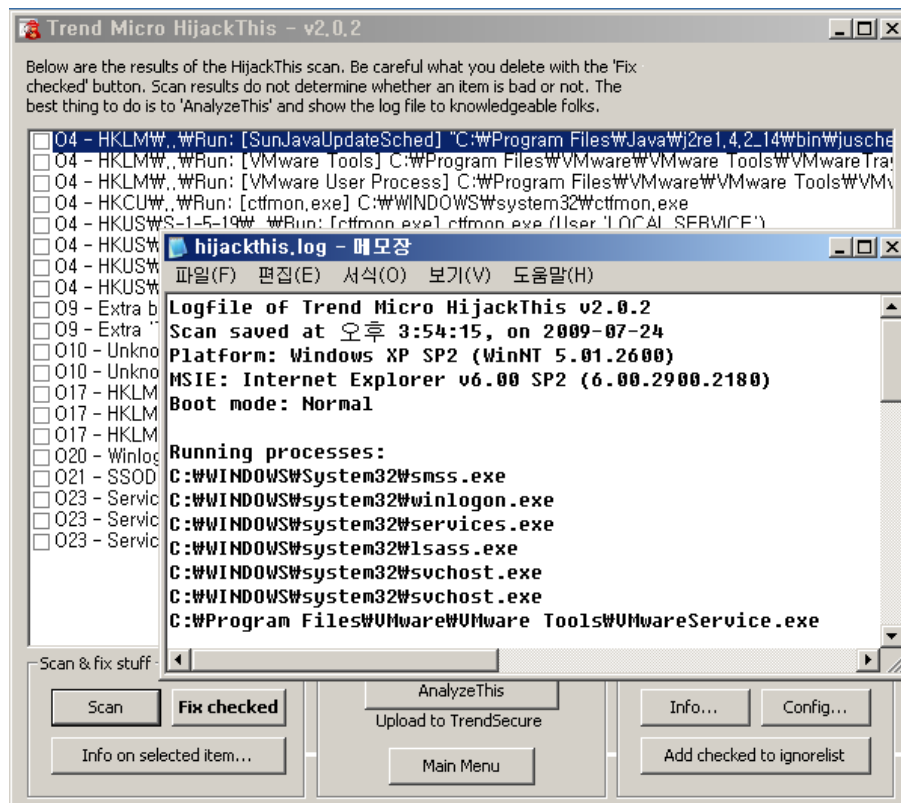 Trend Micro HijackThis - v2.0.2
Below are the results of the HijackThis scan. Be careful what you delete with the 'Fix
checked' button. Scan results do not determine whether an item is bad or not. The
best thing to do is to 'AnalyzeThis' and show the log file to knowledgeable folks.
O4 - HKLM₩..₩Run: [SunJavaUpdateSched] "C:₩Program Files₩Java₩j2re1.4.2_14₩bin₩jusche
O4 - HKLM₩..₩Run: [VMware Tools] C:₩Program Files₩VMware₩VMware Tools₩VMwareTray
O4 - HKLM₩..₩Run: [VMware User Process] C:₩Program Files₩VMware₩VMware Tools₩VMw
O4 - HKCU₩..₩Run: [ctfmon.exe] C:₩WINDOWS₩system32₩ctfmon.exe
O4 - HKUS₩S-1-5-19₩..₩Run: [ctfmon.exe] ctfmon.exe (User 'LOCAL SERVICE')
O4 - HKUS₩
O4 - HKUS₩
O4 - HKUS₩
O9 - Extra b
O9 - Extra 'T
O10 - Unkno
O10 - Unkno
O17 - HKLM
O17 - HKLM
O17 - HKLM
O20 - Winlog
O21 - SSOD
O23 - Servic
O23 - Servic
O23 - Servic
hijackthis.log - 메모장
파일(F) 편집(E) 서식(O) 보기(V) 도움말(H)
Logfile of Trend Micro HijackThis v2.0.2
Scan saved at 오후 3:54:15, on 2009-07-24
Platform: Windows XP SP2 (WinNT 5.01.2600)
MSIE: Internet Explorer v6.00 SP2 (6.00.2900.2180)
Boot mode: Normal
Running processes:
C:₩WINDOWS₩System32₩smss.exe
C:₩WINDOWS₩system32₩winlogon.exe
C:₩WINDOWS₩system32₩services.exe
C:₩WINDOWS₩system32₩lsass.exe
C:₩WINDOWS₩system32₩svchost.exe
C:₩WINDOWS₩system32₩svchost.exe
C:₩Program Files₩VMware₩VMware Tools₩VMwareService.exe
Scan & fix stuff
Scan
Fix checked
Info on selected item...
AnalyzeThis
Upload to TrendSecure
Main Menu
Info...
Config...
Add checked to ignorelist